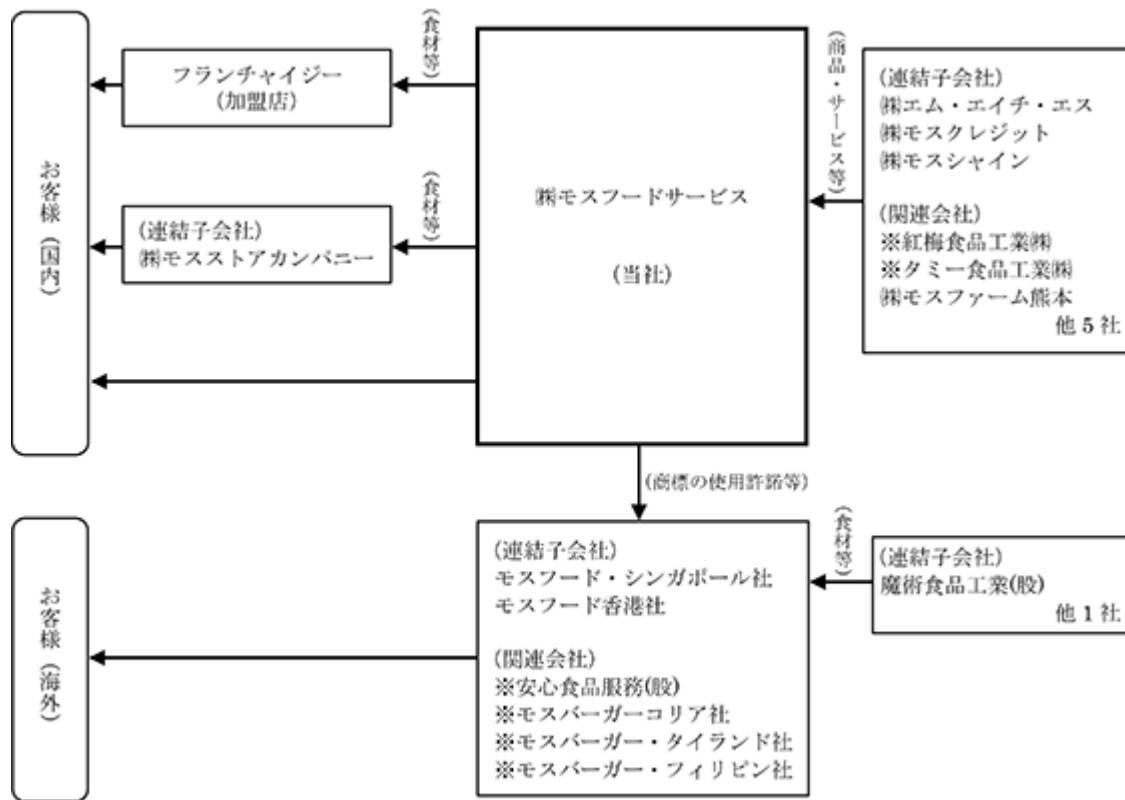 お客様(国内)
フランチャイジー
(加盟店)
(食材等)
(連結子会社)
㈱モスストアカンパニー
(食材等)
㈱モスフードサービス
(当社)
(商品・サービス等)
(連結子会社)
㈱エム・エイチ・エス
㈱モスクレジット
㈱モスシャイン
(関連会社)
※紅梅食品工業㈱
※タミー食品工業㈱
㈱モスファーム熊本
他5社
(商標の使用許諾等)
お客様(海外)
(連結子会社)
モスフード・シンガポール社
モスフード香港社
(関連会社)
※安心食品服務(股)
※モスバーガーコリア社
※モスバーガー・タイランド社
※モスバーガー・フィリピン社
(食材等)
(連結子会社)
魔術食品工業(股)
他1社